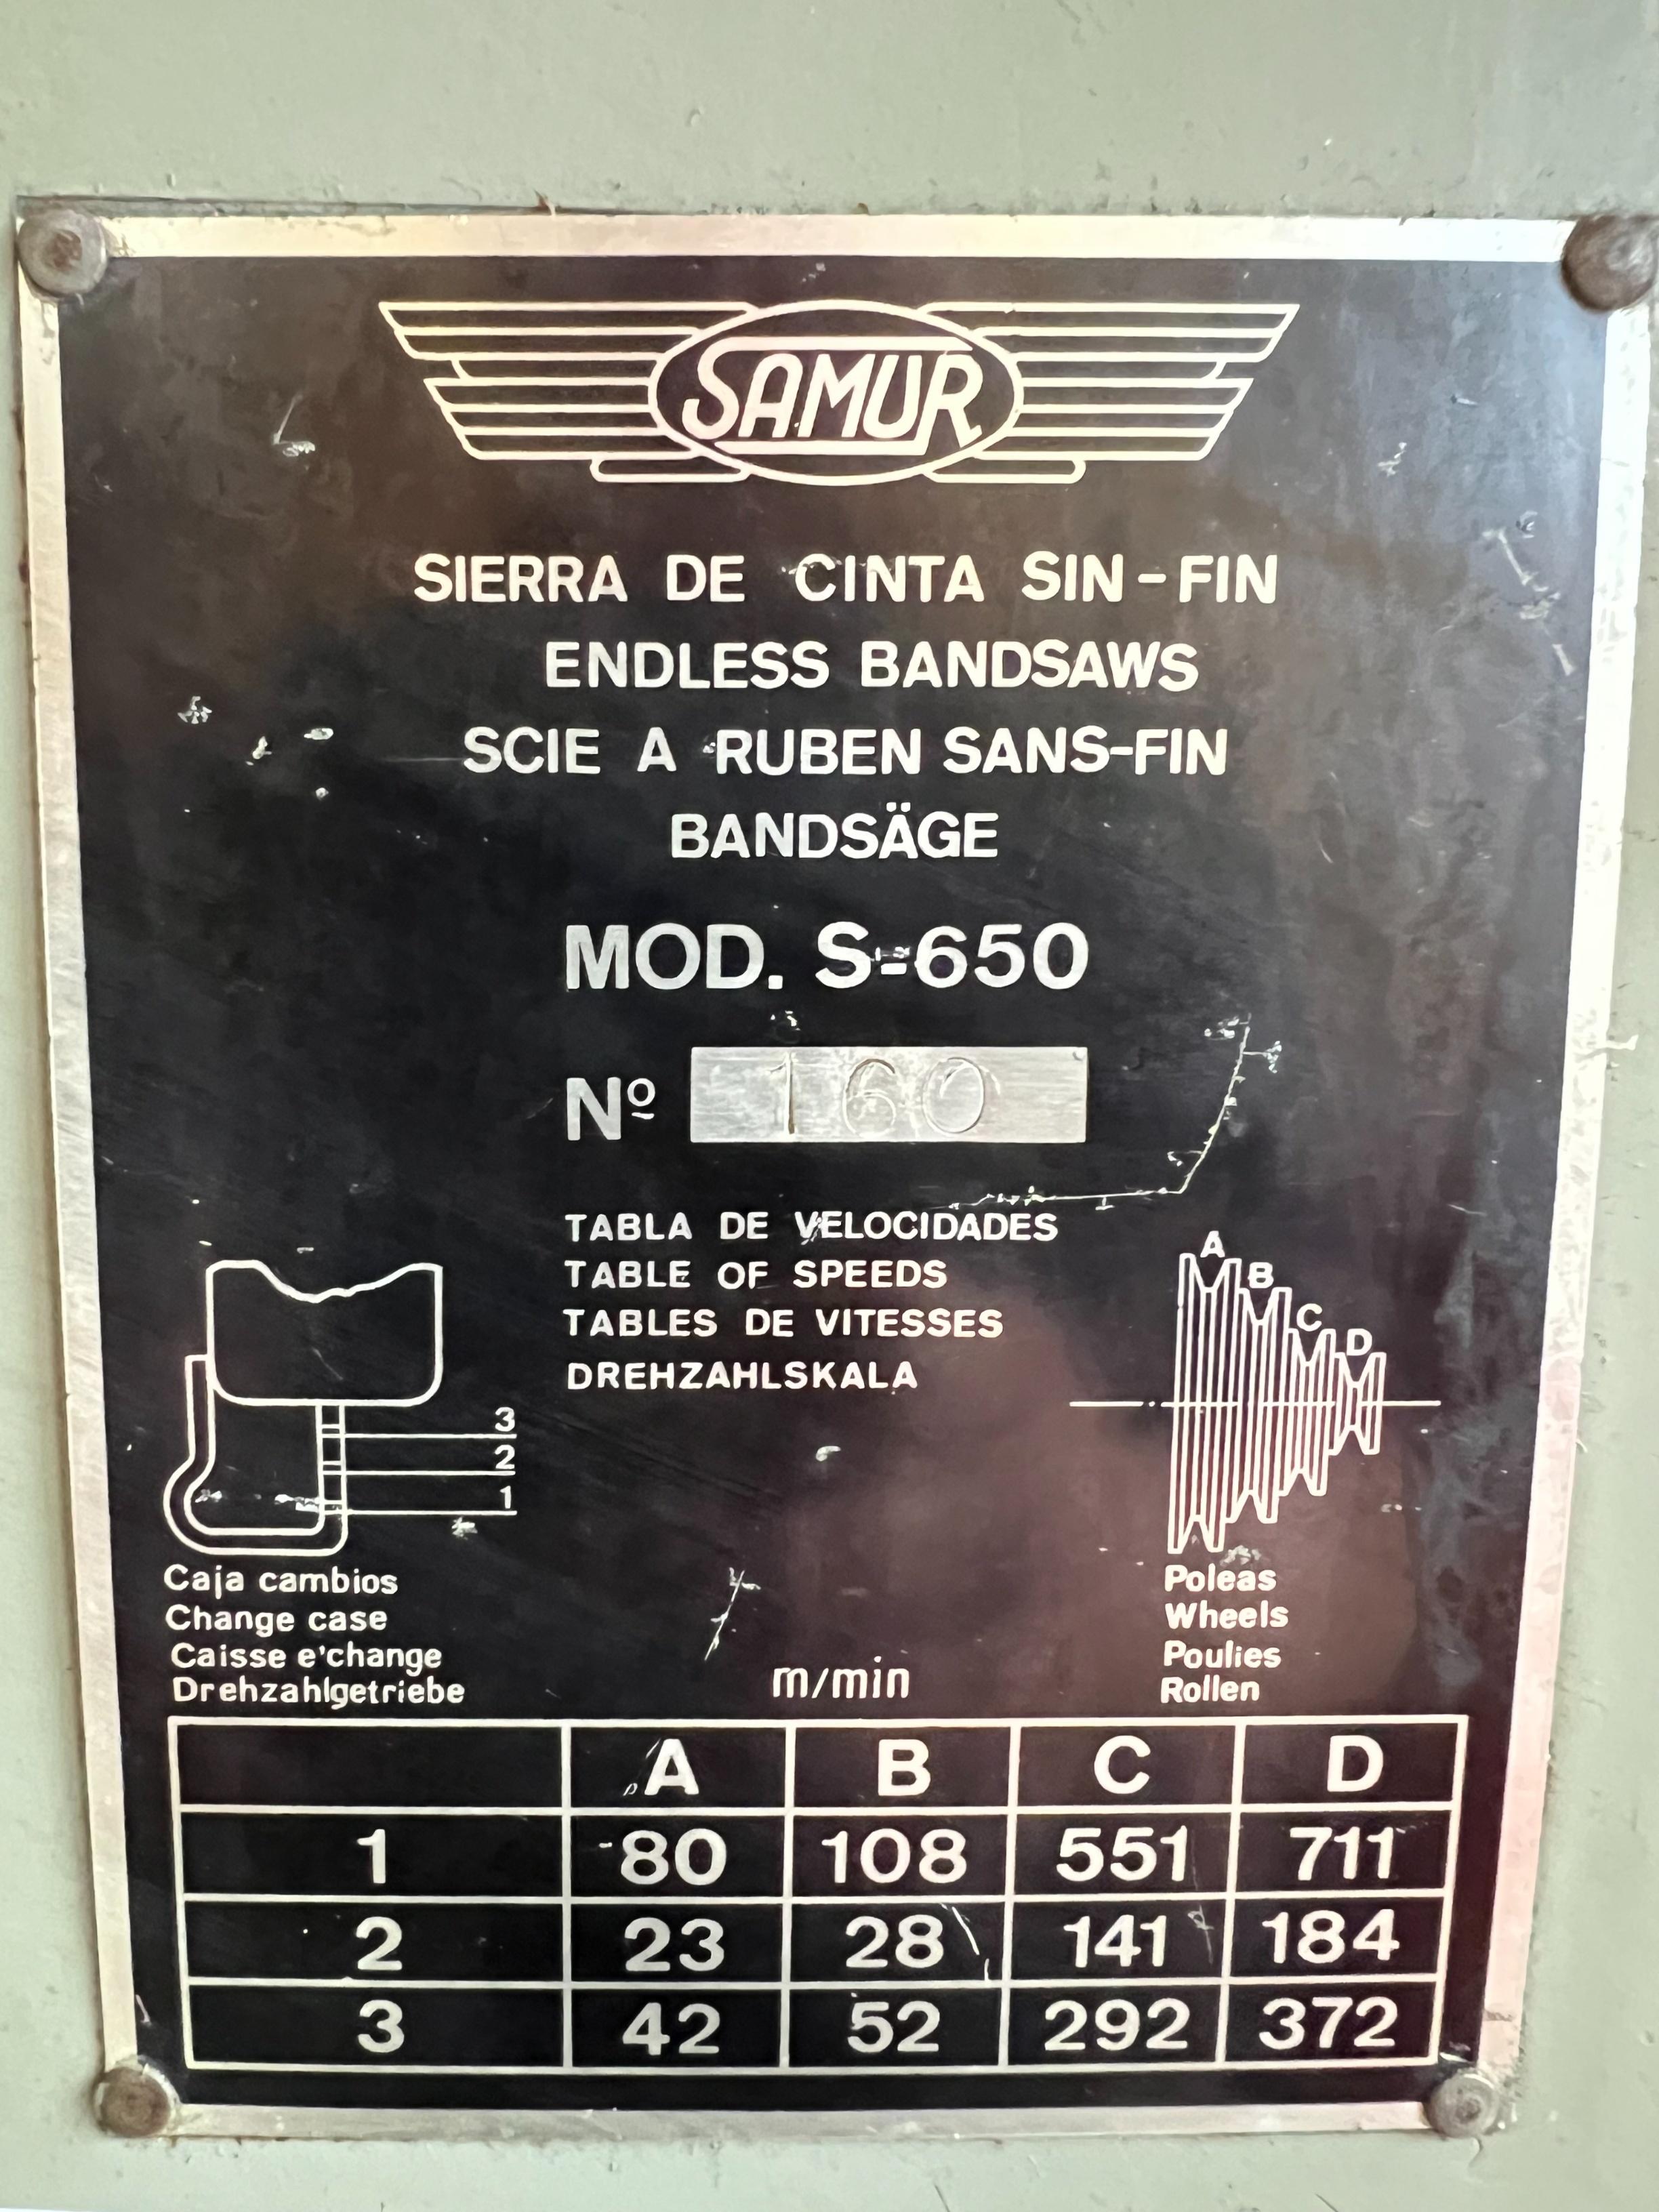 SAMUR
SIERRA DE CINTA SIN-FIN
ENDLESS BANDSAWS
SCIE A RUBEN SANS-FIN
BANDSÄGE
MOD. S-650
Nº 160
TABLA DE VELOCIDADES
TABLE OF SPEEDS
TABLES DE VITESSES
DREHZAHLSKALA
3
2
1
Caja cambios
Change case
Caisse e'change
Drehzahlgetriebe
A
B
C
D
Poleas
Wheels
Poulies
Rollen
m/min
A B C D
1 80 108 551 711
2 23 28 141 184
3 42 52 292 372